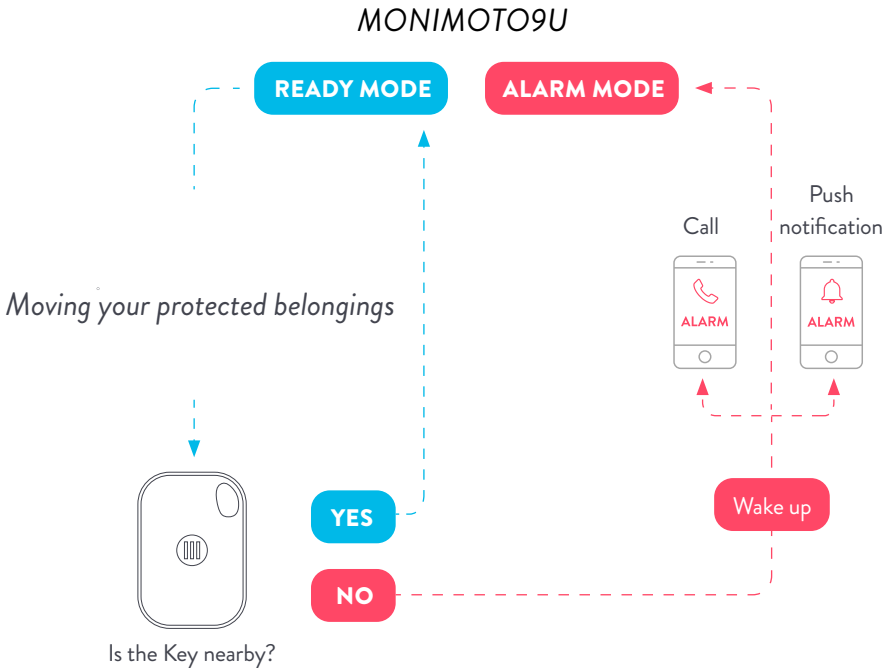 MONIMOTO9U
READY MODE
ALARM MODE
Call
Push
notification
ALARM
ALARM
Moving your protected belongings
YES
Wake up
NO
Is the Key nearby?